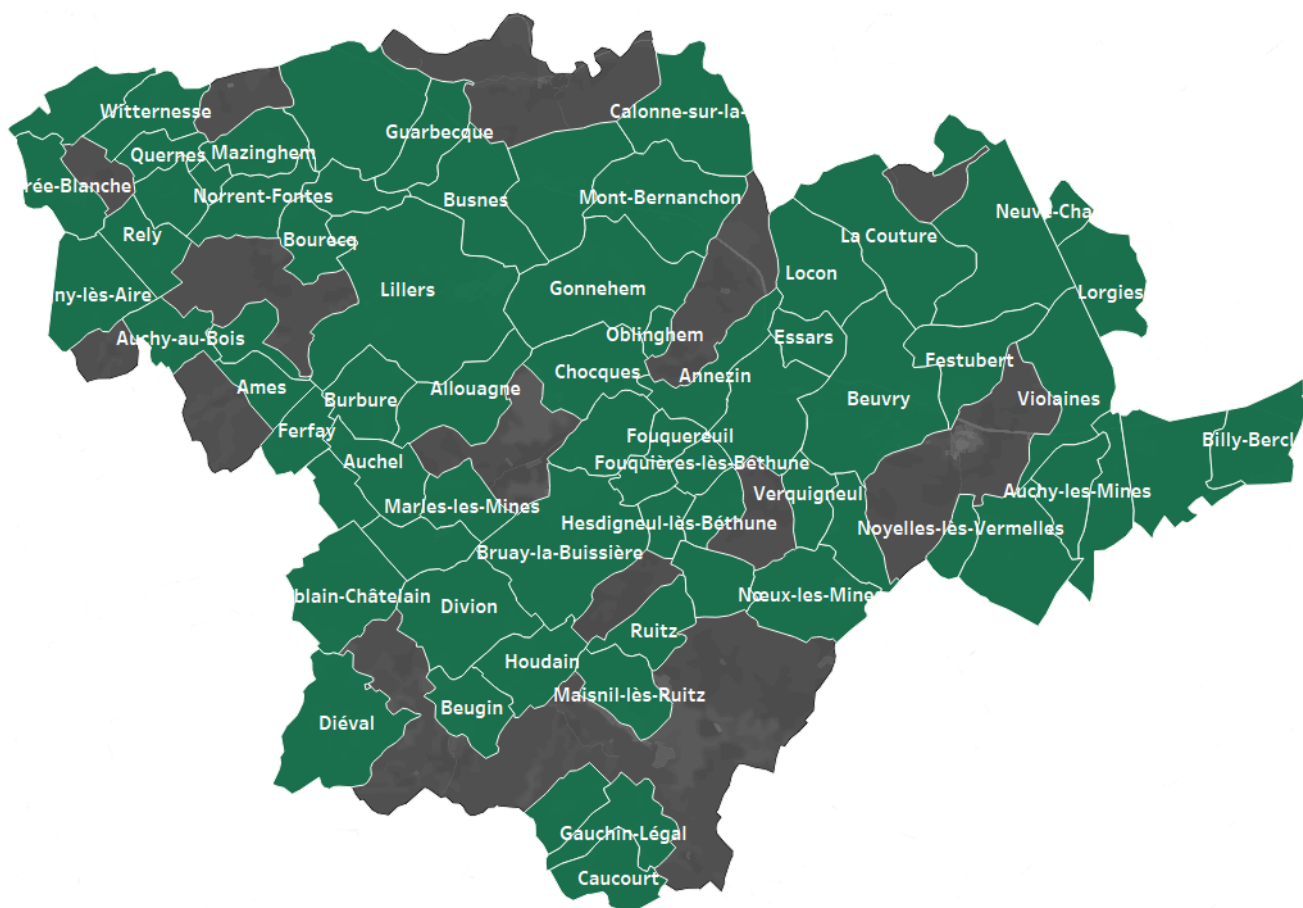 Witternesse
Calonne-sur-la-
Guarbecque
Quernes
Mazinghem
rée-Blanche
Norrent-Fontes
Busnes
Mont-Bernanchon
Neuve-Cha
Rely
Bourecq
La Couture
Locon
ny-lès-Aire
Lillers
Gonnehem
Lorgies
Auchy-au-Bois
Oblinghem
Essars
Festubert
Ames
Allouagne
Chocques
Annezin
Burbure
Beuvry
Violaines
Ferfay
Fouquereuil
Billy-Bercl
Auchel
Fouquières-lès-Béthune
Verquigneul
Auchy-les-Mines
Marles-les-Mines
Hesdigneul-lès-Béthune
Noyelles-lès-Vermelles
Bruay-la-Buissière
blain-Châtelain
Divion
Nœux-les-Mines
Ruitz
Houdain
Maisnil-lès-Ruitz
Beugin
Diéval
Gauchin-Légal
Caucourt